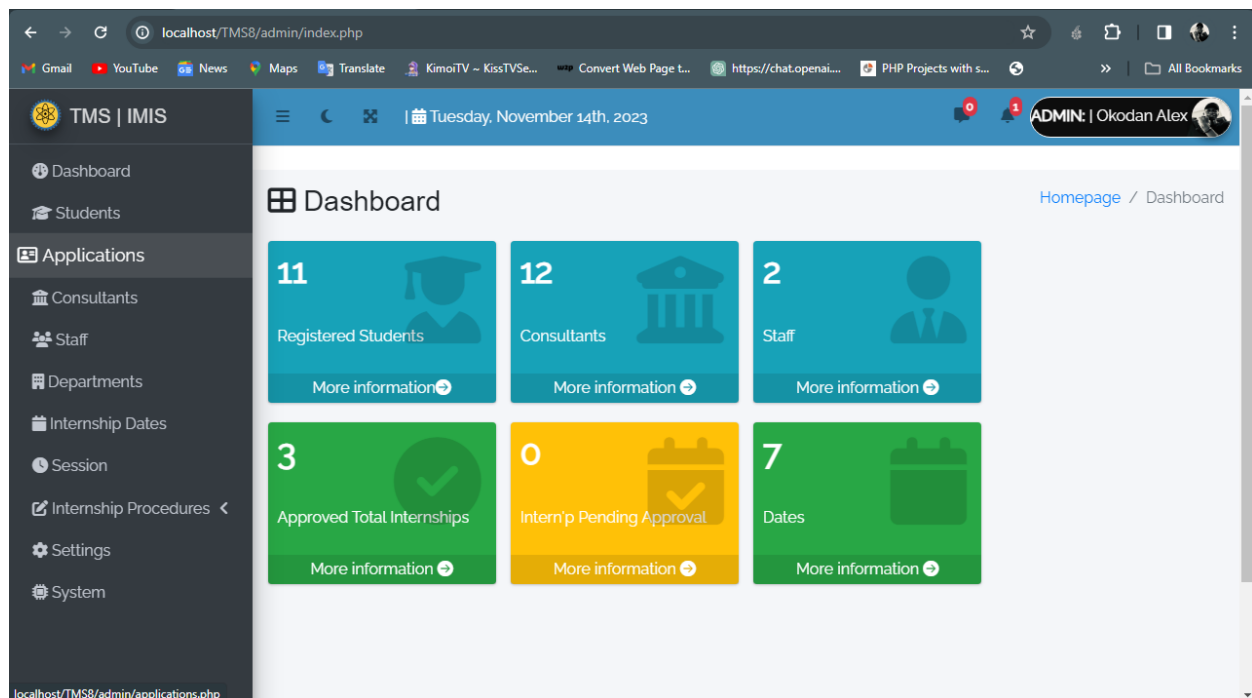 localhost/TMS8/admin/index.php
Gmail YouTube News Maps Translate KimoiTV ~ KissTVSe... Convert Web Page t... https://chat.openai.... PHP Projects with s... » All Bookmarks
TMS | IMIS
| Tuesday, November 14th, 2023
0
1
ADMIN: | Okodan Alex
Dashboard
Students
Applications
Consultants
Staff
Departments
Internship Dates
Session
Internship Procedures
Settings
System
Dashboard
Homepage / Dashboard
11
Registered Students
More information
12
Consultants
More information
2
Staff
More information
3
Approved Total Internships
More information
0
Intern'p Pending Approval
More information
7
Dates
More information
localhost/TMS8/admin/applications.php